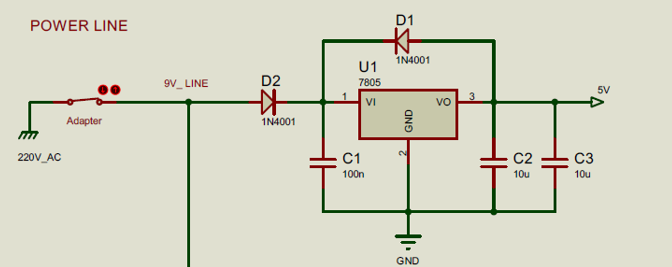 POWER LINE
D1
1N4001
U1
7805
9V_LINE
D2
1N4001
1
VI
VO
3
GND
2
5V
Adapter
220V_AC
C1
100n
C2
10u
C3
10u
GND